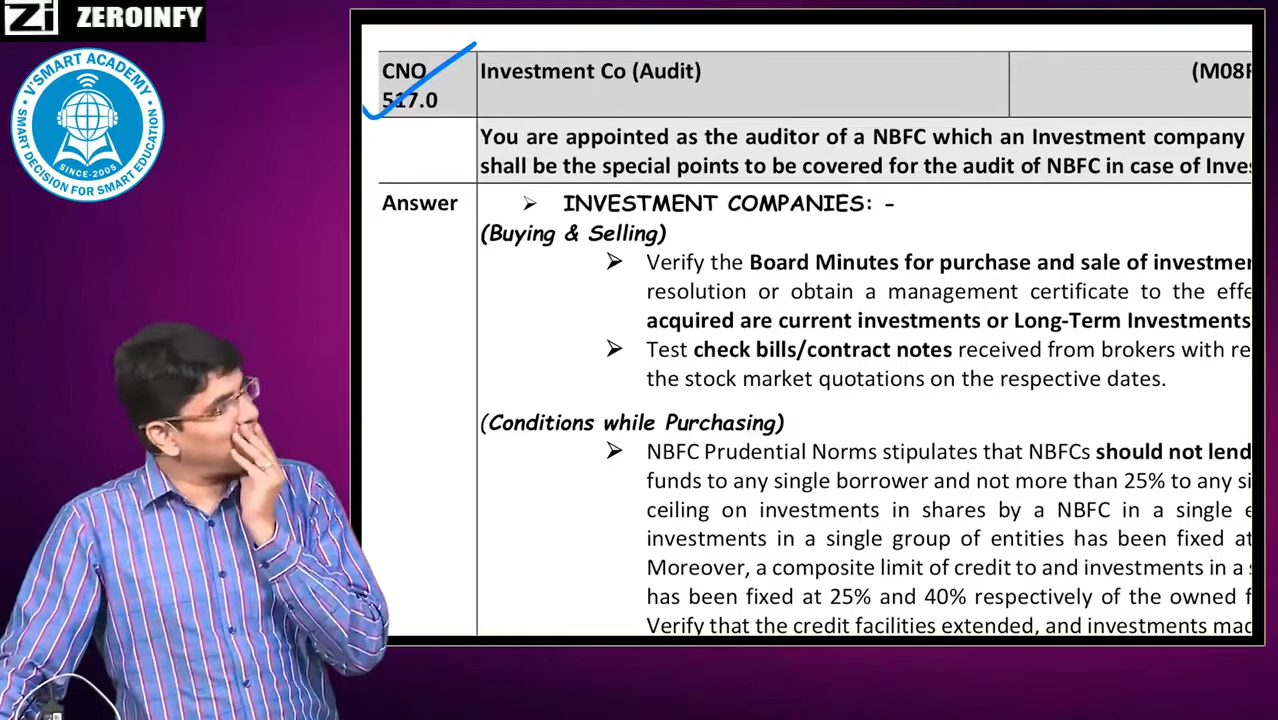 Zi ZEROINFY
V'SMART ACADEMY
SINCE-2005
SMART DECISION FOR SMART EDUCATION
CNO
517.0
Investment Co (Audit)
(M08
You are appointed as the auditor of a NBFC which an Investment company
shall be the special points to be covered for the audit of NBFC in case of Inve
Answer
➢ INVESTMENT COMPANIES: -
(Buying & Selling)
➢ Verify the Board Minutes for purchase and sale of investmen
resolution or obtain a management certificate to the effe
acquired are current investments or Long-Term Investments
➢ Test check bills/contract notes received from brokers with re
the stock market quotations on the respective dates.
(Conditions while Purchasing)
➢ NBFC Prudential Norms stipulates that NBFCs should not lend
funds to any single borrower and not more than 25% to any si
ceiling on investments in shares by a NBFC in a single e
investments in a single group of entities has been fixed at
Moreover, a composite limit of credit to and investments in a s
has been fixed at 25% and 40% respectively of the owned f
Verify that the credit facilities extended, and investments mad